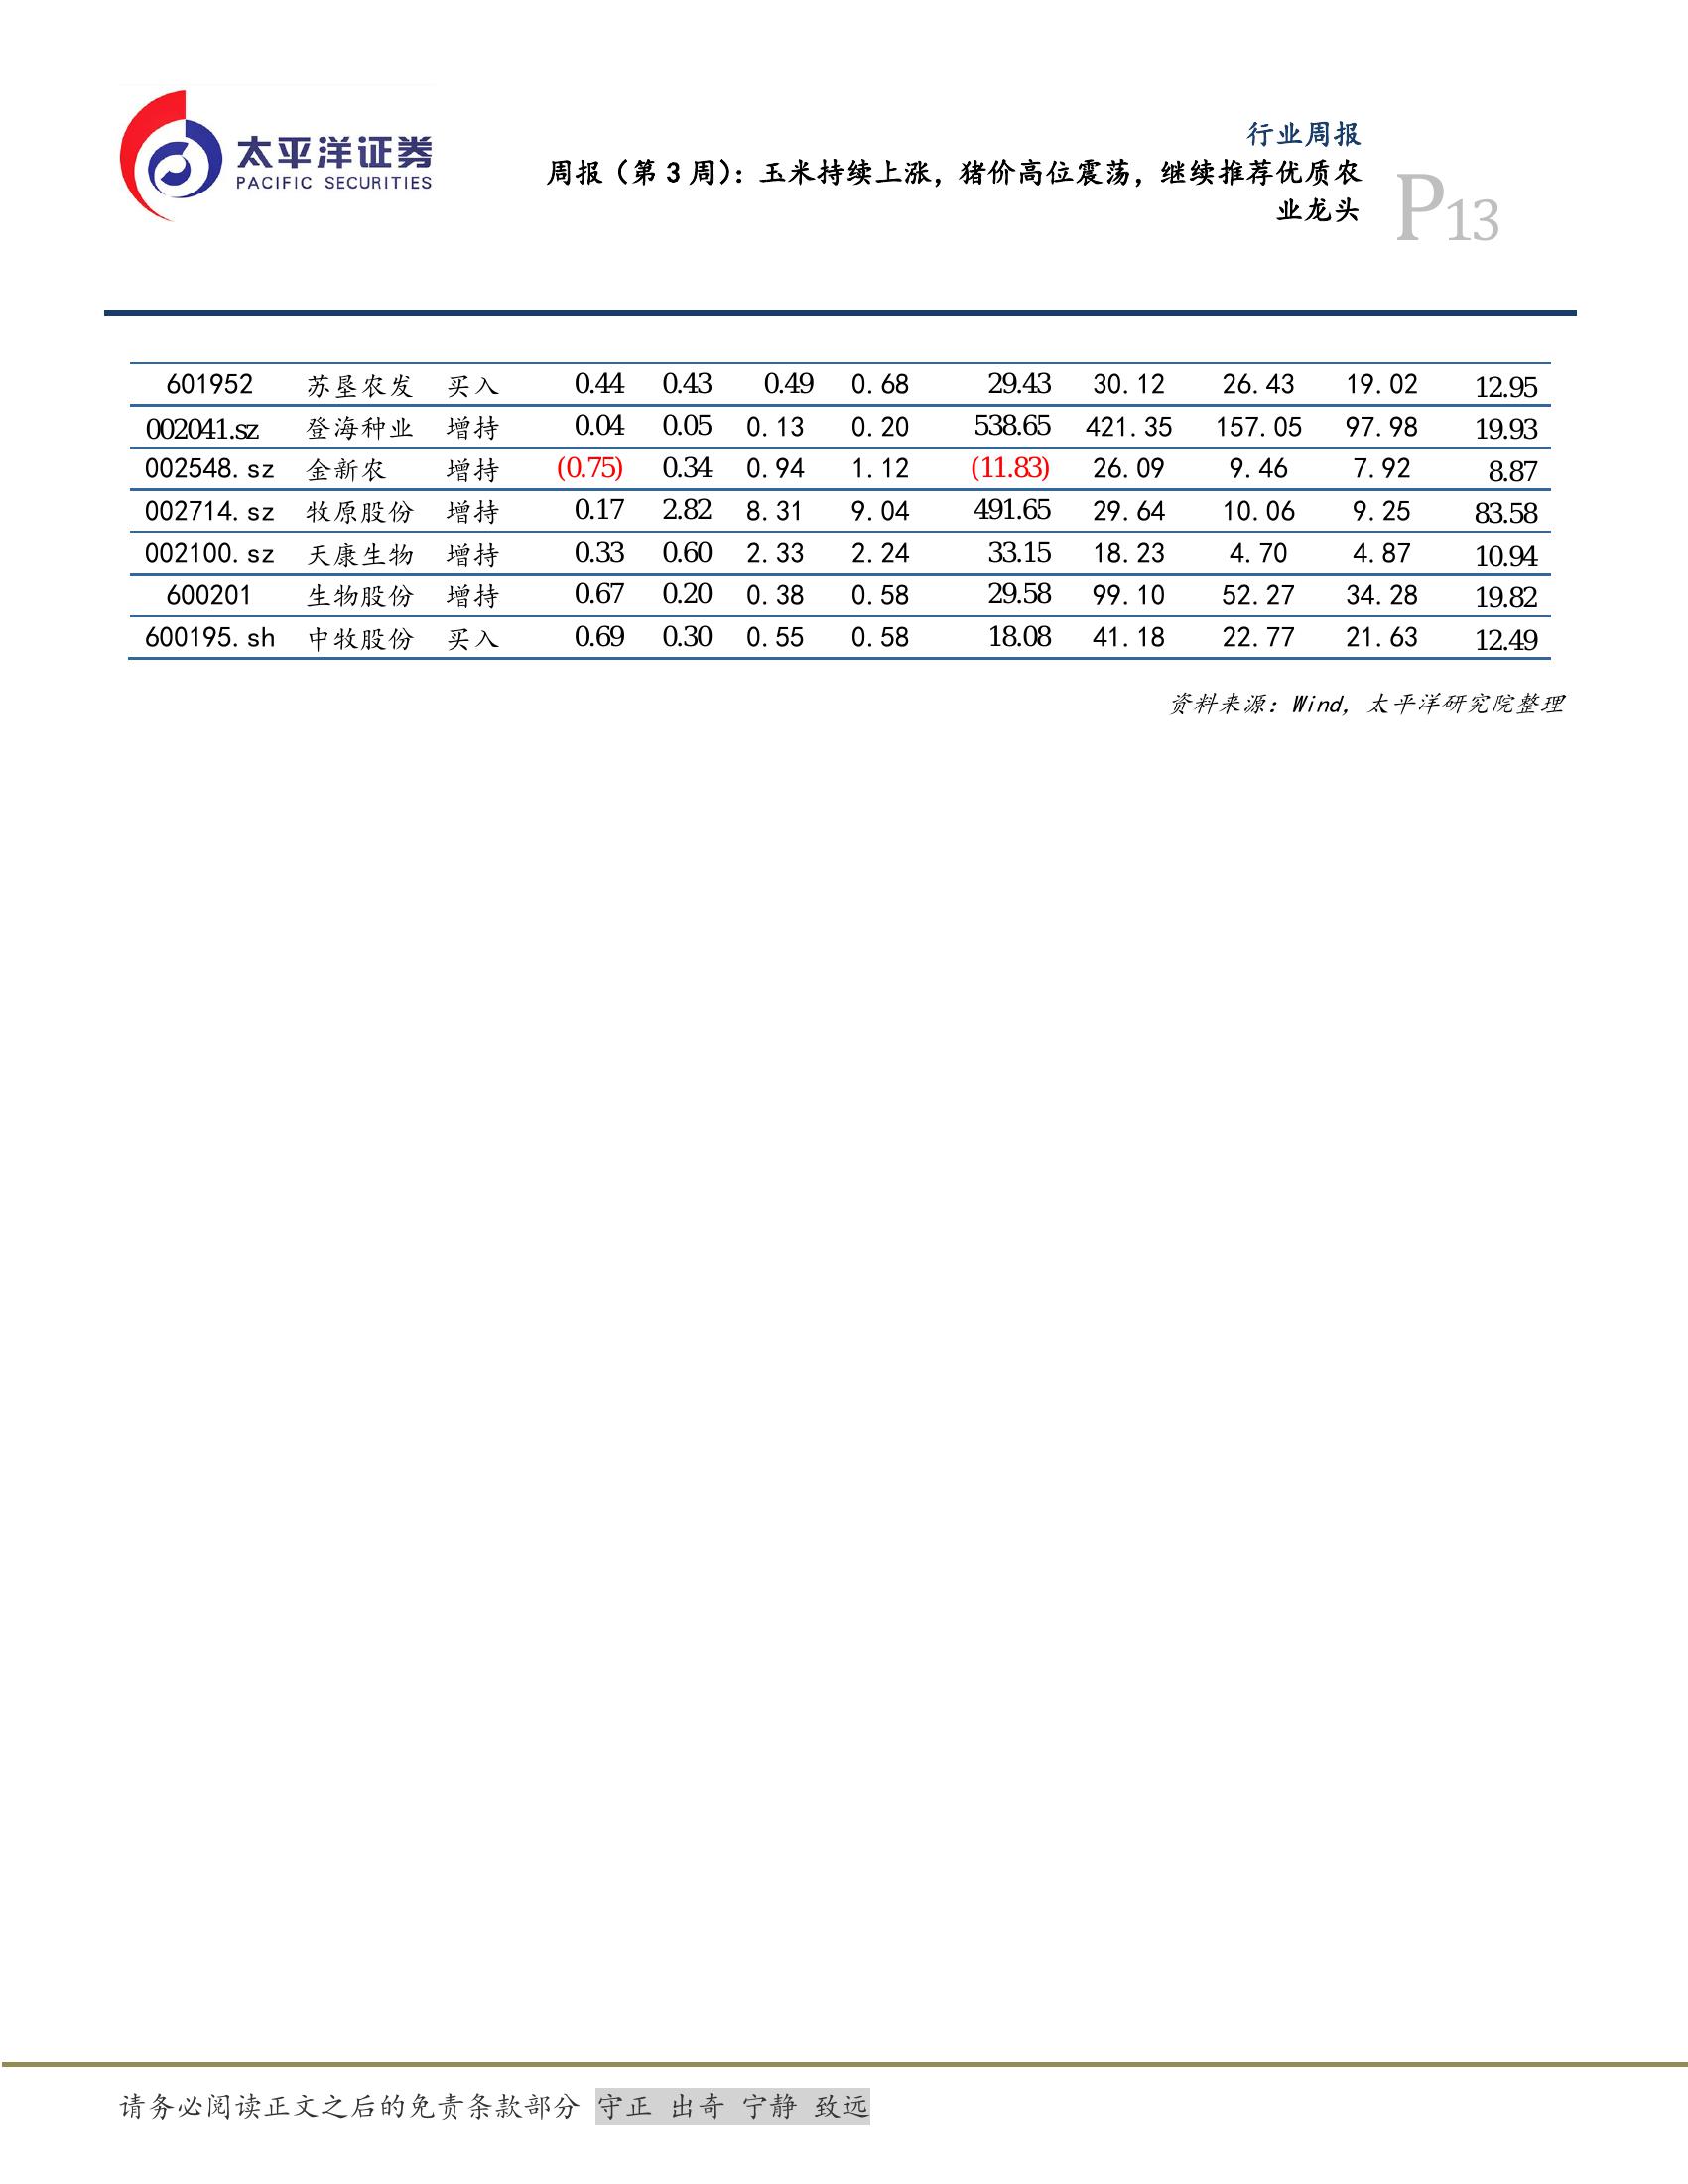 太平洋证券
PACIFIC SECURITIES
行业周报
周报（第 3 周）：玉米持续上涨，猪价高位震荡，继续推荐优质农
业龙头
P13
601952 苏垦农发 买入 0.44 0.43 0.49 0.68 29.43 30.12 26.43 19.02 12.95
002041.sz 登海种业 增持 0.04 0.05 0.13 0.20 538.65 421.35 157.05 97.98 19.93
002548.sz 金新农 增持 (0.75) 0.34 0.94 1.12 (11.83) 26.09 9.46 7.92 8.87
002714.sz 牧原股份 增持 0.17 2.82 8.31 9.04 491.65 29.64 10.06 9.25 83.58
002100.sz 天康生物 增持 0.33 0.60 2.33 2.24 33.15 18.23 4.70 4.87 10.94
600201 生物股份 增持 0.67 0.20 0.38 0.58 29.58 99.10 52.27 34.28 19.82
600195.sh 中牧股份 买入 0.69 0.30 0.55 0.58 18.08 41.18 22.77 21.63 12.49
资料来源：Wind，太平洋研究院整理
请务必阅读正文之后的免责条款部分 守正 出奇 宁静 致远